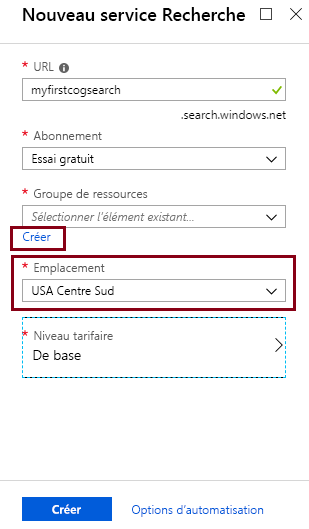 Nouveau service Recherche
* URL
myfirstcogsearch
.search.windows.net
* Abonnement
Essai gratuit
* Groupe de ressources
Sélectionner l'élément existant...
Créer
* Emplacement
USA Centre Sud
* Niveau tarifaire
De base
Créer
Options d'automatisation